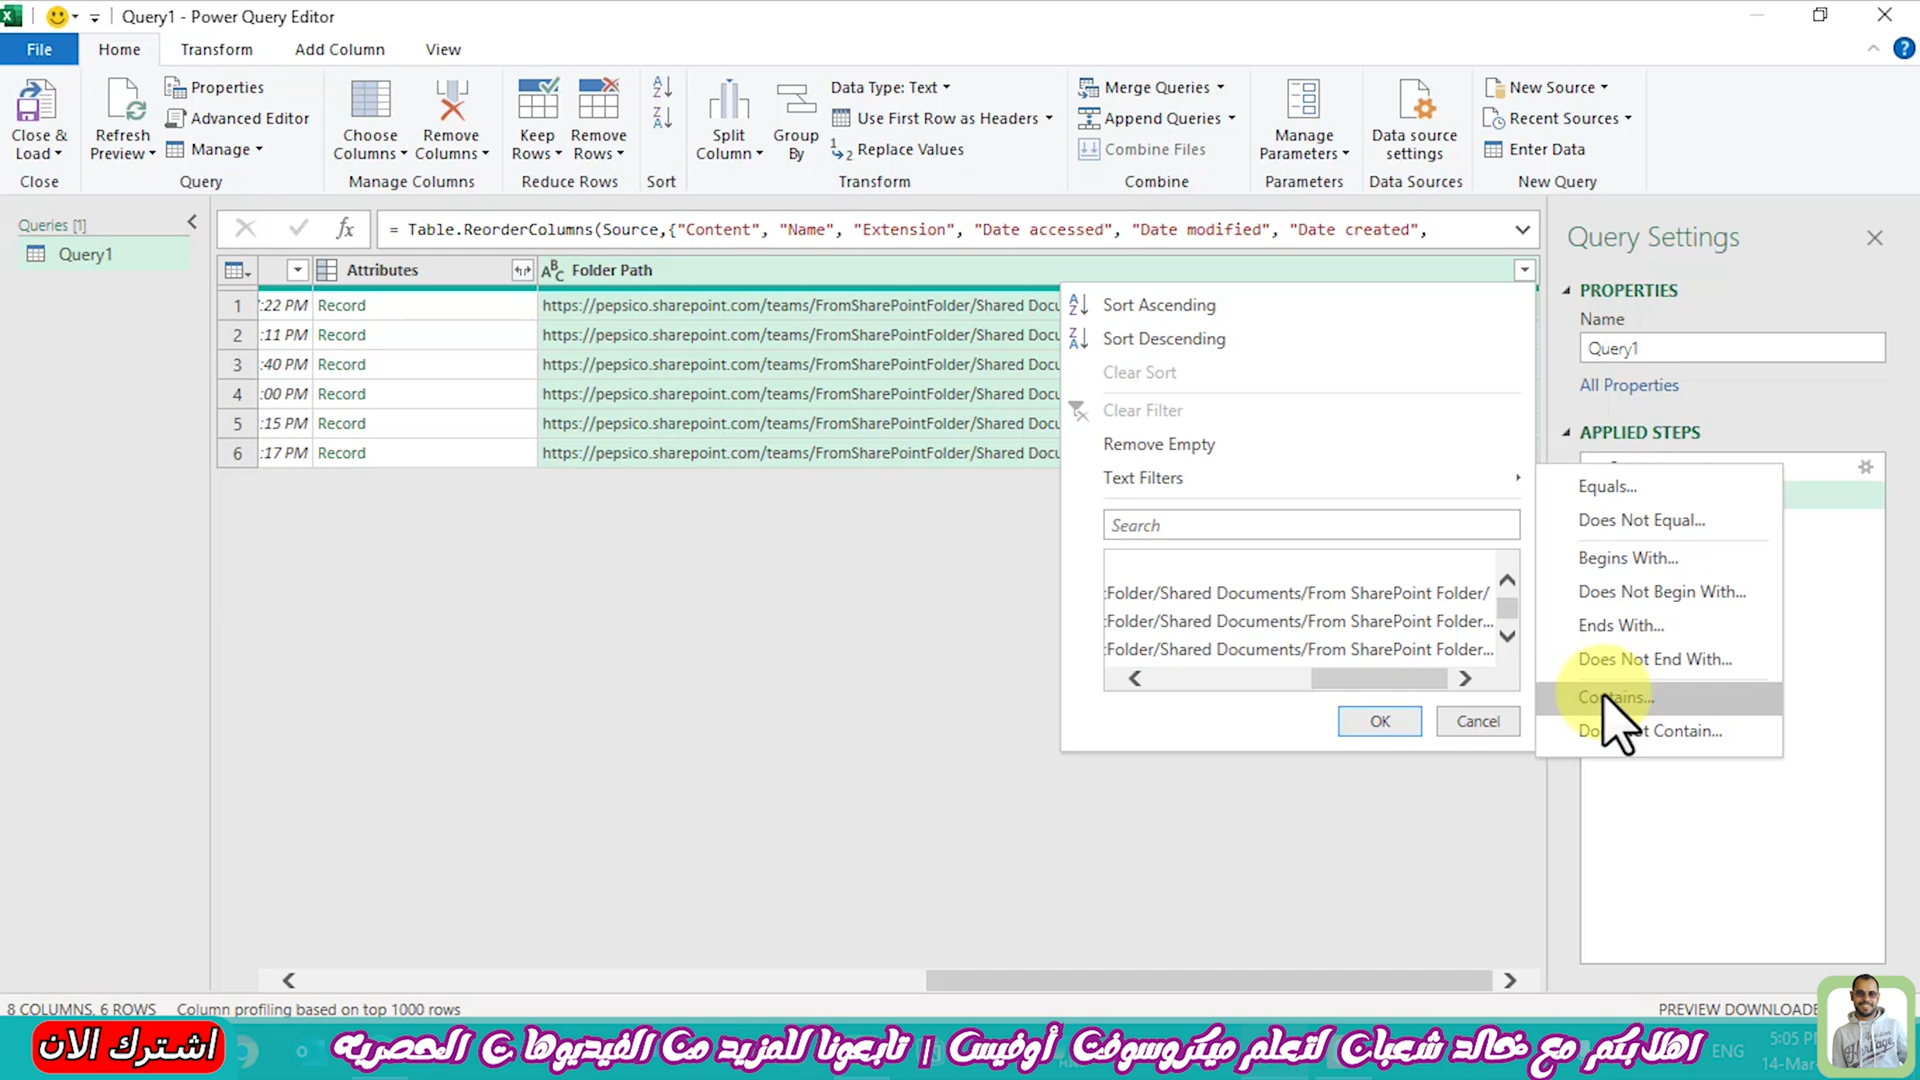 Query1 - Power Query Editor
File Home Transform Add Column View
Close & Load
Refresh Preview
Properties
Advanced Editor
Manage
Choose Columns
Remove Columns
Keep Rows
Remove Rows
Split Column
Group By
Data Type: Text
Use First Row as Headers
Replace Values
Merge Queries
Append Queries
Combine Files
Manage Parameters
Data source settings
New Source
Recent Sources
Enter Data
Close Query Manage Columns Reduce Rows Sort Transform Combine Parameters Data Sources New Query
Queries [1]
Query1
fx = Table.ReorderColumns(Source,{"Content", "Name", "Extension", "Date accessed", "Date modified", "Date created",
Attributes Folder Path
1 :22 PM Record https://pepsico.sharepoint.com/teams/FromSharePointFolder/Shared Docu
2 :11 PM Record https://pepsico.sharepoint.com/teams/FromSharePointFolder/Shared Docu
3 :40 PM Record https://pepsico.sharepoint.com/teams/FromSharePointFolder/Shared Docu
4 :00 PM Record https://pepsico.sharepoint.com/teams/FromSharePointFolder/Shared Docu
5 :15 PM Record https://pepsico.sharepoint.com/teams/FromSharePointFolder/Shared Docu
6 :17 PM Record https://pepsico.sharepoint.com/teams/FromSharePointFolder/Shared Docu
Sort Ascending
Sort Descending
Clear Sort
Clear Filter
Remove Empty
Text Filters
Search
:Folder/Shared Documents/From SharePoint Folder/
:Folder/Shared Documents/From SharePoint Folder...
:Folder/Shared Documents/From SharePoint Folder...
OK Cancel
Equals...
Does Not Equal...
Begins With...
Does Not Begin With...
Ends With...
Does Not End With...
Contains...
Contain...
Query Settings
PROPERTIES
Name
Query1
All Properties
APPLIED STEPS
8 COLUMNS, 6 ROWS Column profiling based on top 1000 rows
PREVIEW DOWNLOADE
اشترك الان
اهلا بكم مع خالد شعبان لتعلم ميكروسوفت أوفيس | تابعونا للمزيد من الفيديوهات الحصريه
ENG
5:05 P
14-Mar-